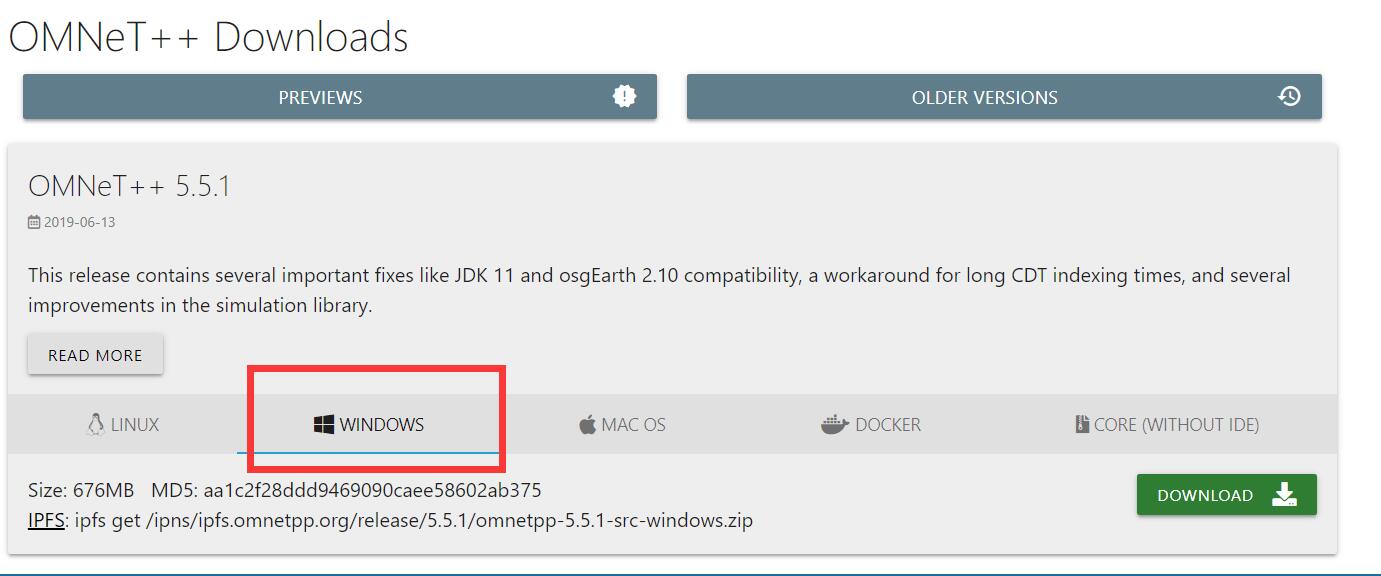 OMNeT++ Downloads
PREVIEWS
OLDER VERSIONS
OMNeT++ 5.5.1
2019-06-13
This release contains several important fixes like JDK 11 and osgEarth 2.10 compatibility, a workaround for long CDT indexing times, and several
improvements in the simulation library.
READ MORE
LINUX
WINDOWS
MAC OS
DOCKER
CORE (WITHOUT IDE)
Size: 676MB MD5: aa1c2f28ddd9469090caee58602ab375
IPFS: ipfs get /ipns/ipfs.omnetpp.org/release/5.5.1/omnetpp-5.5.1-src-windows.zip
DOWNLOAD